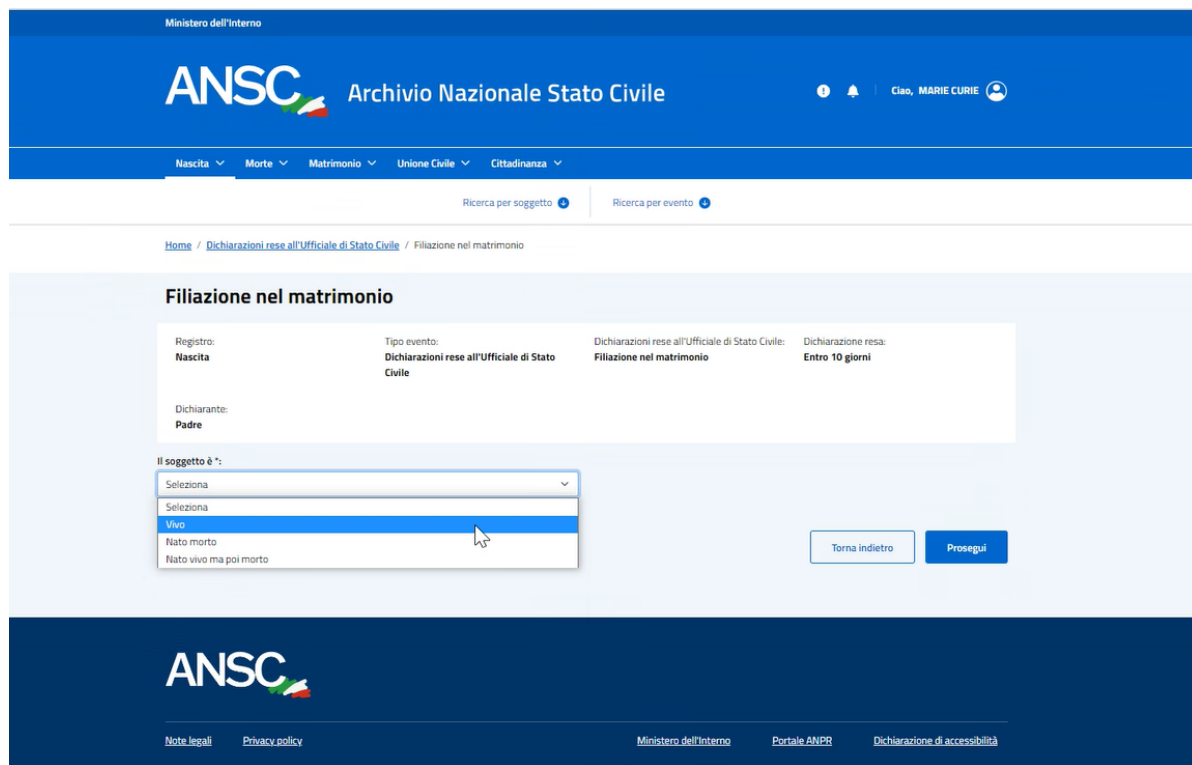 Ministero dell'Interno
ANSC Archivio Nazionale Stato Civile
Ciao, MARIE CURIE
Nascita Morte Matrimonio Unione Civile Cittadinanza
Ricerca per soggetto Ricerca per evento
Home / Dichiarazioni rese all'Ufficiale di Stato Civile / Filiazione nel matrimonio
Filiazione nel matrimonio
Registro:
Nascita
Tipo evento:
Dichiarazioni rese all'Ufficiale di Stato
Civile
Dichiarazioni rese all'Ufficiale di Stato Civile:
Filiazione nel matrimonio
Dichiarazione resa:
Entro 10 giorni
Dichiarante:
Padre
Il soggetto è *:
Seleziona
Seleziona
Vivo
Nato morto
Nato vivo ma poi morto
Torna indietro Prosegui
ANSC
Note legali Privacy policy Ministero dell'Interno Portale ANPR Dichiarazione di accessibilità